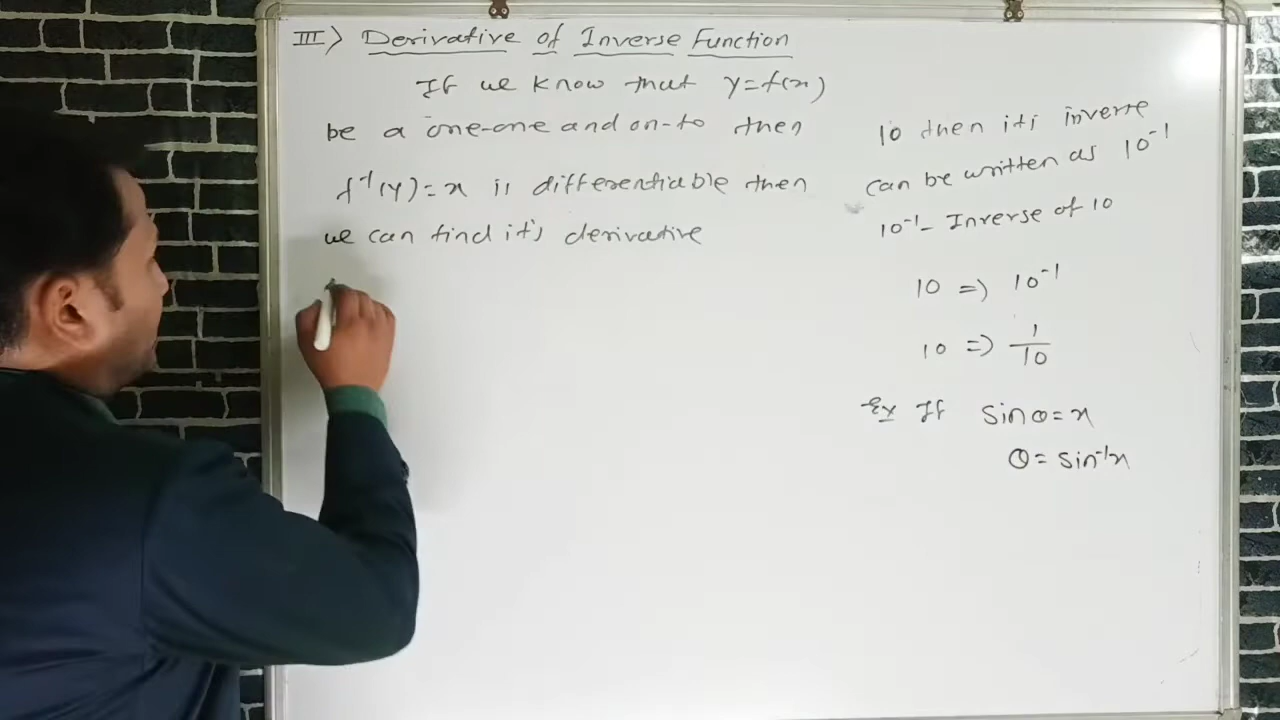 III) Derivative of Inverse Function
If we know that y=f(x)
be a one-one and on-to then
f⁻¹(y)=x is differentiable then
we can find it's derivative
10 then it's inverse
can be written as 10⁻¹
10⁻¹- Inverse of 10
10 => 10⁻¹
10 => 1/10
Ex If sinθ=x
θ= sin⁻¹x